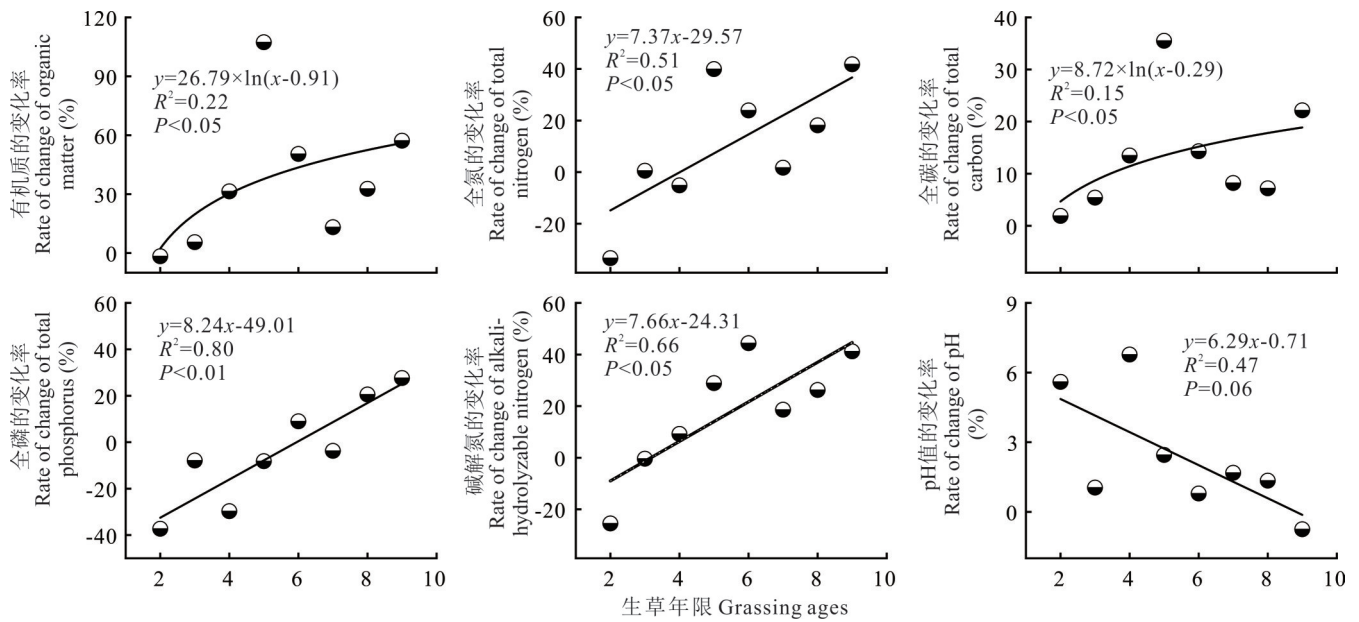 有机质的变化率
Rate of change of organic
matter (%)
120
90
60
30
0
y=26.79×ln(x-0.91)
R²=0.22
P<0.05
全氮的变化率
Rate of change of total
nitrogen (%)
60
40
20
0
-20
y=7.37x-29.57
R²=0.51
P<0.05
全碳的变化率
Rate of change of total
carbon (%)
40
30
20
10
0
y=8.72×ln(x-0.29)
R²=0.15
P<0.05
全磷的变化率
Rate of change of total
phosphorus (%)
60
40
20
0
-20
-40
y=8.24x-49.01
R²=0.80
P<0.01
2 4 6 8 10
碱解氮的变化率
Rate of change of alkali-
hydrolyzable nitrogen (%)
60
40
20
0
-20
y=7.66x-24.31
R²=0.66
P<0.05
2 4 6 8 10
pH值的变化率
Rate of change of pH
(%)
9
6
3
0
y=6.29x-0.71
R²=0.47
P=0.06
2 4 6 8 10
生草年限 Grassing ages